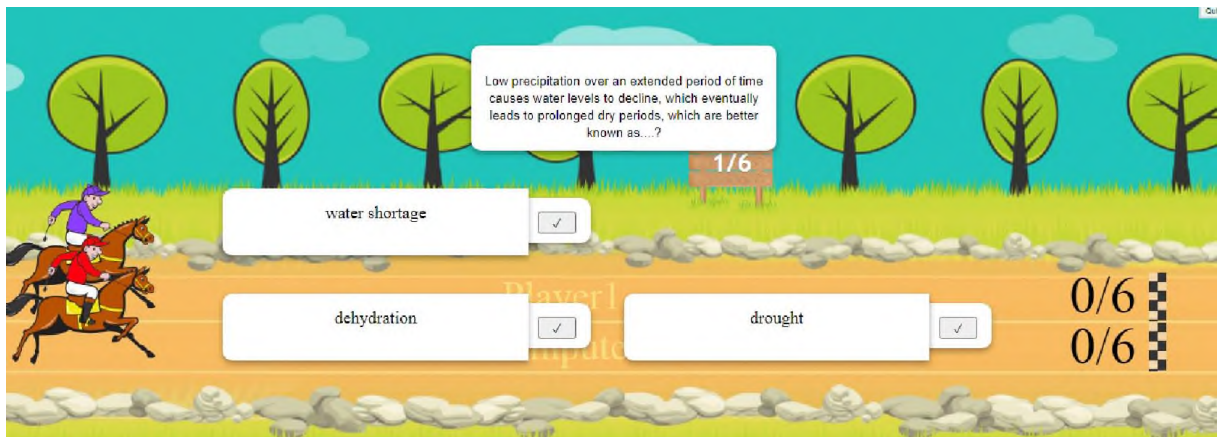 Low precipitation over an extended period of time
causes water levels to decline, which eventually
leads to prolonged dry periods, which are better
known as....?
1/6
water shortage
✓
Player1
0/6
dehydration
✓
drought
✓
0/6